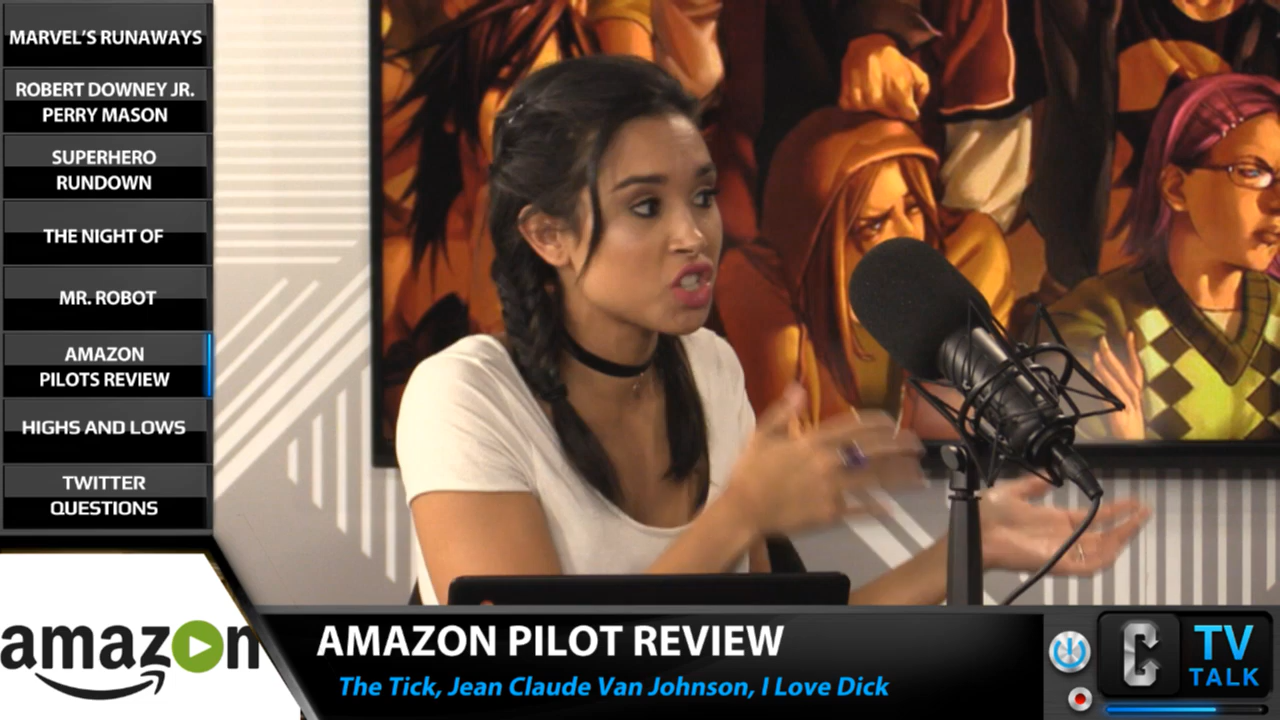 MARVEL'S RUNAWAYS
ROBERT DOWNEY JR.
PERRY MASON
SUPERHERO
RUNDOWN
THE NIGHT OF
MR. ROBOT
AMAZON
PILOTS REVIEW
HIGHS AND LOWS
TWITTER
QUESTIONS
amazon
AMAZON PILOT REVIEW
The Tick, Jean Claude Van Johnson, I Love Dick
C TV
TALK